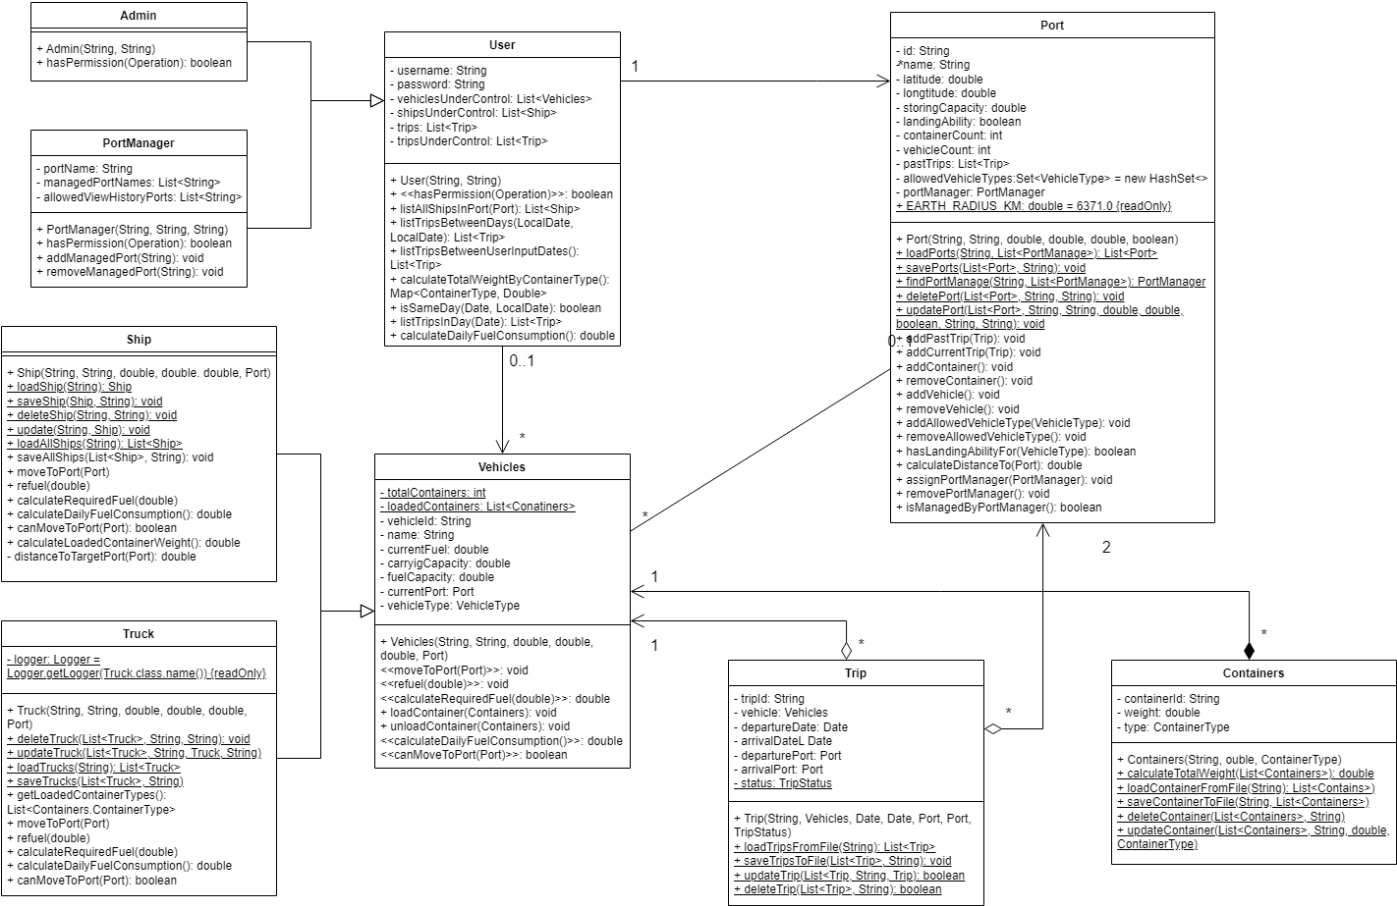 Admin
+ Admin(String, String)
+ hasPermission(Operation): boolean
PortManager
- portName: String
- managedPortNames: List<String>
- allowedViewHistoryPorts: List<String>
+ PortManager(String, String, String)
+ hasPermission(Operation): boolean
+ addManagedPort(String): void
+ removeManagedPort(String): void
User
- username: String
- password: String
- vehiclesUnderControl: List<Vehicles>
- shipsUnderControl: List<Ship>
- trips: List<Trip>
- tripsUnderControl: List<Trip>
+ User(String, String)
+ <<hasPermission(Operation)>>: boolean
+ listAllShipsInPort(Port): List<Ship>
+ listTripsBetweenDays(LocalDate,
LocalDate): List<Trip>
+ listTripsBetweenUserInputDates():
List<Trip>
+ calculateTotalWeightByContainerType():
Map<ContainerType, Double>
+ isSameDay(Date, LocalDate): boolean
+ listTripsInDay(Date): List<Trip>
+ calculateDailyFuelConsumption(): double
1
0..1
*
Port
- id: String
- name: String
- latitude: double
- longtitude: double
- storingCapacity: double
- landingAbility: boolean
- containerCount: int
- vehicleCount: int
- pastTrips: List<Trip>
- allowedVehicleTypes:Set<VehicleType> = new HashSet<>
- portManager: PortManager
+ EARTH_RADIUS_KM: double = 6371.0 {readOnly}
+ Port(String, String, double, double, double, boolean)
+ loadPorts(String, List<PortManage>): List<Port>
+ savePorts(List<Port>, String): void
+ findPortManage(String, List<PortManage>): PortManager
+ deletePort(List<Port>, String, String): void
+ updatePort(List<Port>, String, String, double, double,
boolean, String, String): void
+ addPastTrip(Trip): void
+ addCurrentTrip(Trip): void
+ addContainer(): void
+ removeContainer(): void
+ addVehicle(): void
+ removeVehicle(): void
+ addAllowedVehicleType(VehicleType): void
+ removeAllowedVehicleType(): void
+ hasLandingAbilityFor(VehicleType): boolean
+ calculateDistanceTo(Port): double
+ assignPortManager(PortManager): void
+ removePortManager(): void
+ isManagedByPortManager(): boolean
*
0..1
Ship
+ Ship(String, String, double, double. double, Port)
+ loadShip(String): Ship
+ saveShip(Ship, String): void
+ deleteShip(String, String): void
+ update(String, Ship): void
+ loadAllShips(String): List<Ship>
+ saveAllShips(List<Ship>, String): void
+ moveToPort(Port)
+ refuel(double)
+ calculateRequiredFuel(double)
+ calculateDailyFuelConsumption(): double
+ canMoveToPort(Port): boolean
+ calculateLoadedContainerWeight(): double
- distanceToTargetPort(Port): double
Truck
- logger: Logger =
Logger.getLogger(Truck.class.name()) {readOnly}
+ Truck(String, String, double, double, double,
Port)
+ deleteTruck(List<Truck>, String, String): void
+ updateTruck(List<Truck>, String, Truck, String)
+ loadTrucks(String): List<Truck>
+ saveTrucks(List<Truck>, String)
+ getLoadedContainerTypes():
List<Containers.ContainerType>
+ moveToPort(Port)
+ refuel(double)
+ calculateRequiredFuel(double)
+ calculateDailyFuelConsumption(): double
+ canMoveToPort(Port): boolean
Vehicles
- totalContainers: int
- loadedContainers: List<Conatiners>
- vehicleId: String
- name: String
- currentFuel: double
- carryigCapacity: double
- fuelCapacity: double
- currentPort: Port
- vehicleType: VehicleType
+ Vehicles(String, String, double, double,
double, Port)
<<moveToPort(Port)>>: void
<<refuel(double)>>: void
<<calculateRequiredFuel(double)>>: double
+ loadContainer(Containers): void
+ unloadContainer(Containers): void
<<calculateDailyFuelConsumption()>>: double
<<canMoveToPort(Port)>>: boolean
*
1
1
*
*
2
*
Trip
- tripId: String
- vehicle: Vehicles
- departureDate: Date
- arrivalDateL Date
- departurePort: Port
- arrivalPort: Port
- status: TripStatus
+ Trip(String, Vehicles, Date, Date, Port, Port,
TripStatus)
+ loadTripsFromFile(String): List<Trip>
+ saveTripsToFile(List<Trip>, String): void
+ updateTrip(List<Trip, String, Trip): boolean
+ deleteTrip(List<Trip>, String): boolean
Containers
- containerId: String
- weight: double
- type: ContainerType
+ Containers(String, ouble, ContainerType)
+ calculateTotalWeight(List<Containers>): double
+ loadContainerFromFile(String): List<Contains>)
+ saveContainerToFile(String, List<Containers>)
+ deleteContainer(List<Containers>, String)
+ updateContainer(List<Containers>, String, double,
ContainerType)